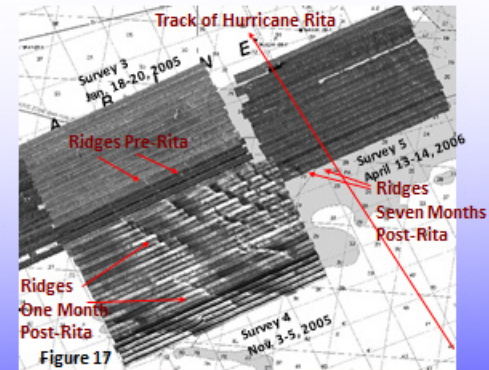 Track of Hurricane Rita
Survey 3
Jan. 18-20, 2005
A B I N E
Ridges Pre-Rita
Survey 5
April 13-14, 2006
Ridges
Seven Months
Post-Rita
Ridges
One Month
Post-Rita
Survey 4
Nov. 3-5, 2005
Figure 17